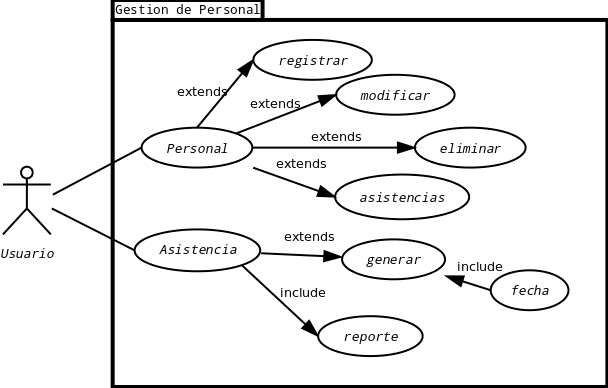 Gestion de Personal
registrar
extends
modificar
extends
extends
Personal
eliminar
extends
asistencias
Usuario
extends
Asistencia
generar
include
fecha
include
reporte